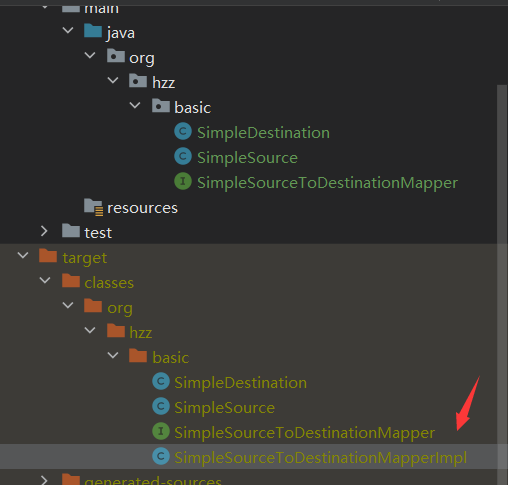 main
java
org
hzz
basic
SimpleDestination
SimpleSource
SimpleSourceToDestinationMapper
resources
test
target
classes
org
hzz
basic
SimpleDestination
SimpleSource
SimpleSourceToDestinationMapper
SimpleSourceToDestinationMapperImpl
generated-sources